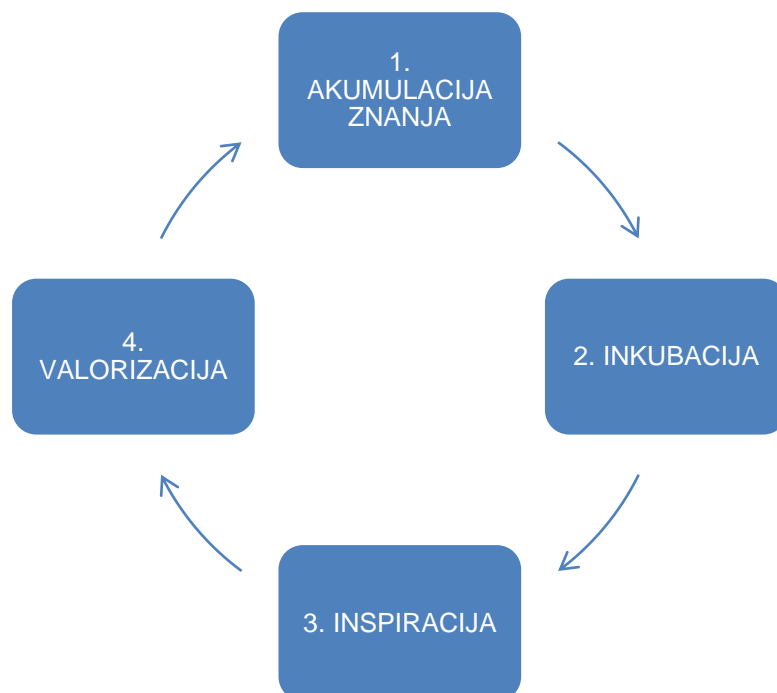 1.
AKUMULACIJA
ZNANJA
2. INKUBACIJA
3. INSPIRACIJA
4.
VALORIZACIJA